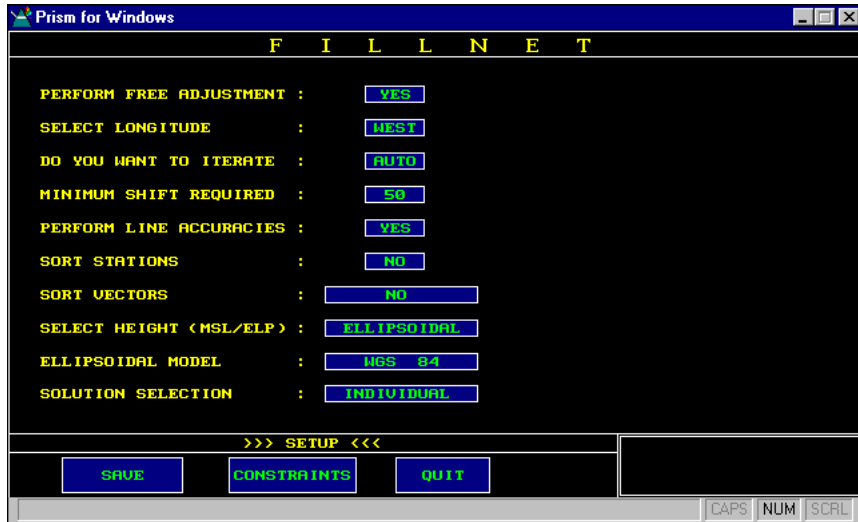 Prism for Windows
F I L L N E T
PERFORM FREE ADJUSTMENT : YES
SELECT LONGITUDE : WEST
DO YOU WANT TO ITERATE : AUTO
MINIMUM SHIFT REQUIRED : 50
PERFORM LINE ACCURACIES : YES
SORT STATIONS : NO
SORT VECTORS : NO
SELECT HEIGHT (MSL/ELP) : ELLIPSOIDAL
ELLIPSOIDAL MODEL : WGS 84
SOLUTION SELECTION : INDIVIDUAL
>>> SETUP <<<
SAVE CONSTRAINTS QUIT
CAPS NUM SCRL